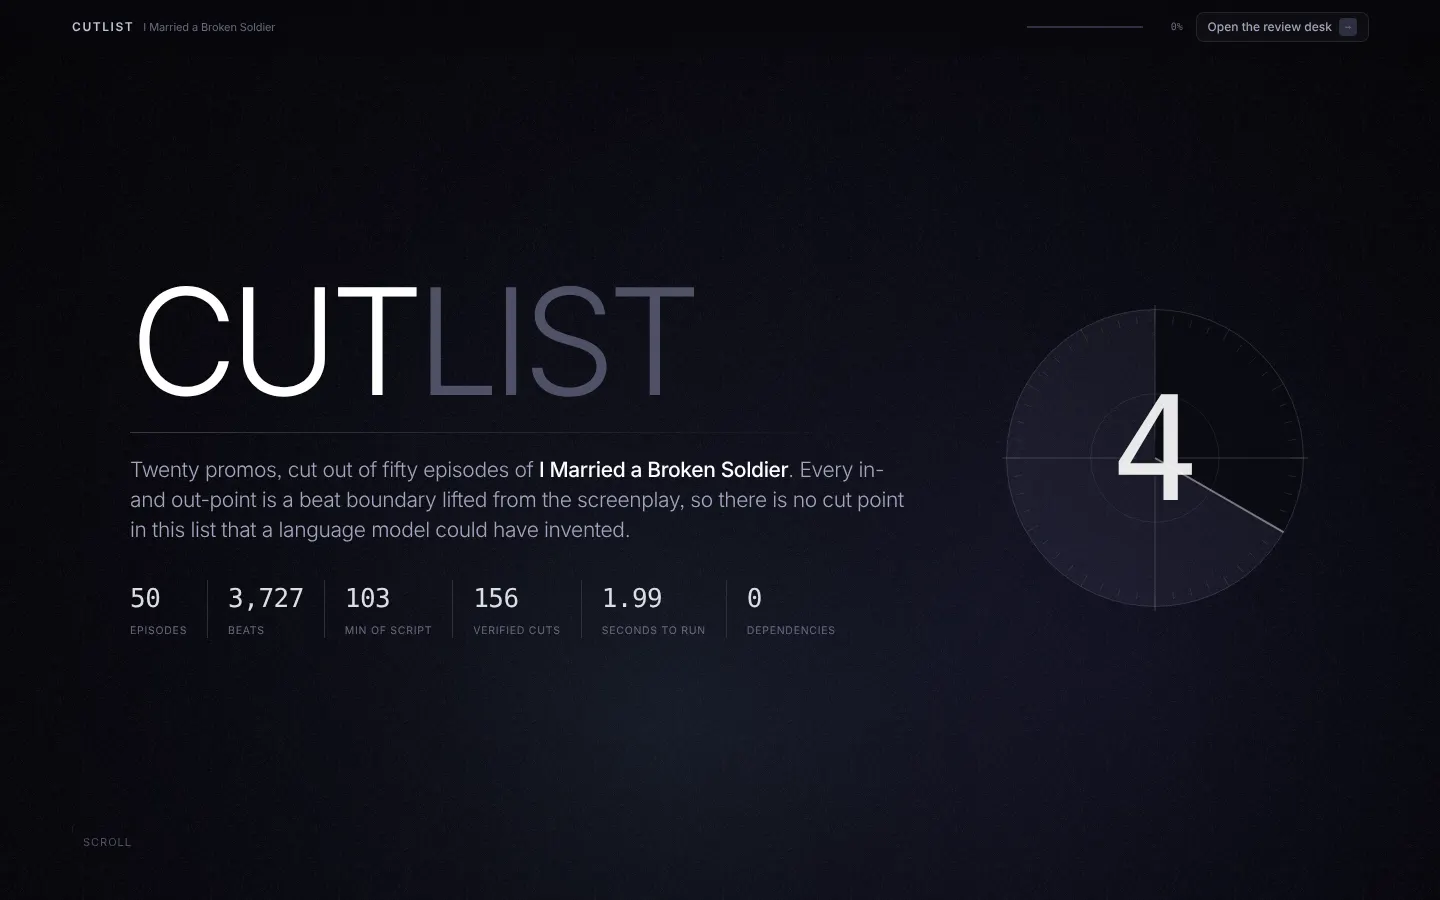 CUTLIST I Married a Broken Soldier 0% Open the review desk →
CUTLIST
Twenty promos, cut out of fifty episodes of I Married a Broken Soldier. Every in-
and out-point is a beat boundary lifted from the screenplay, so there is no cut point
in this list that a language model could have invented.
4
50 3,727 103 156 1.99 0
EPISODES BEATS MIN OF SCRIPT VERIFIED CUTS SECONDS TO RUN DEPENDENCIES
SCROLL